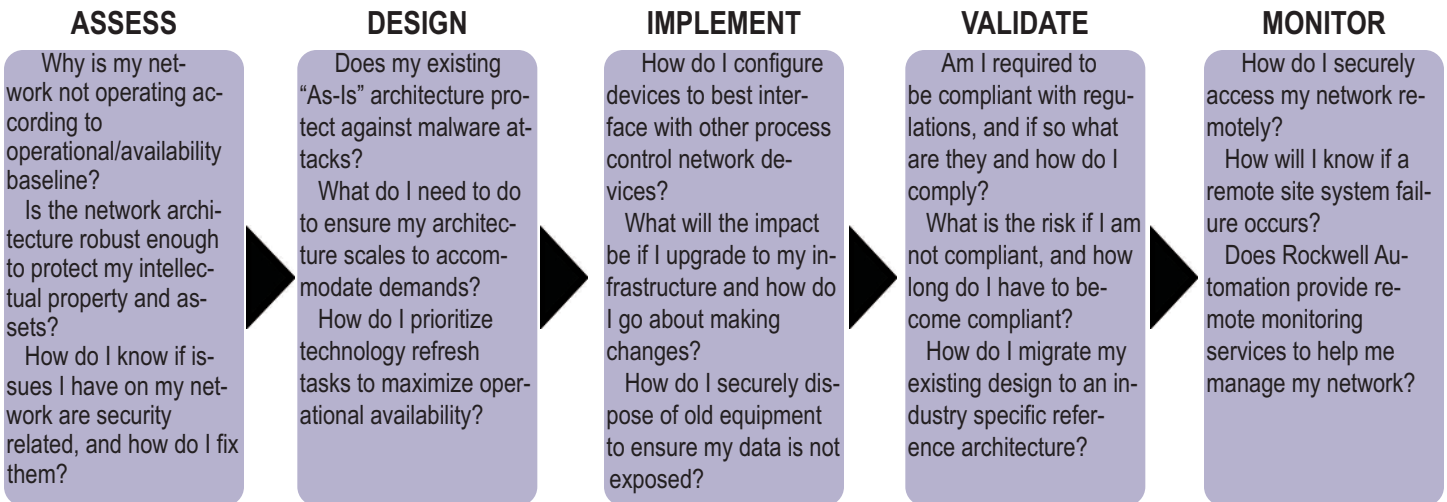 ASSESS
Why is my net-
work not operating ac-
cording to
operational/availability
baseline?
Is the network archi-
tecture robust enough
to protect my intellec-
tual property and as-
sets?
How do I know if is-
sues I have on my net-
work are security
related, and how do I fix
them?
DESIGN
Does my existing
“As-Is” architecture pro-
tect against malware at-
tacks?
What do I need to do
to ensure my architec-
ture scales to accom-
modate demands?
How do I prioritize
technology refresh
tasks to maximize oper-
ational availability?
IMPLEMENT
How do I configure
devices to best inter-
face with other process
control network de-
vices?
What will the impact
be if I upgrade to my in-
frastructure and how do
I go about making
changes?
How do I securely dis-
pose of old equipment
to ensure my data is not
exposed?
VALIDATE
Am I required to
be compliant with regu-
lations, and if so what
are they and how do I
comply?
What is the risk if I am
not compliant, and how
long do I have to be-
come compliant?
How do I migrate my
existing design to an in-
dustry specific refer-
ence architecture?
MONITOR
How do I securely
access my network re-
motely?
How will I know if a
remote site system fail-
ure occurs?
Does Rockwell Au-
tomation provide re-
mote monitoring
services to help me
manage my network?